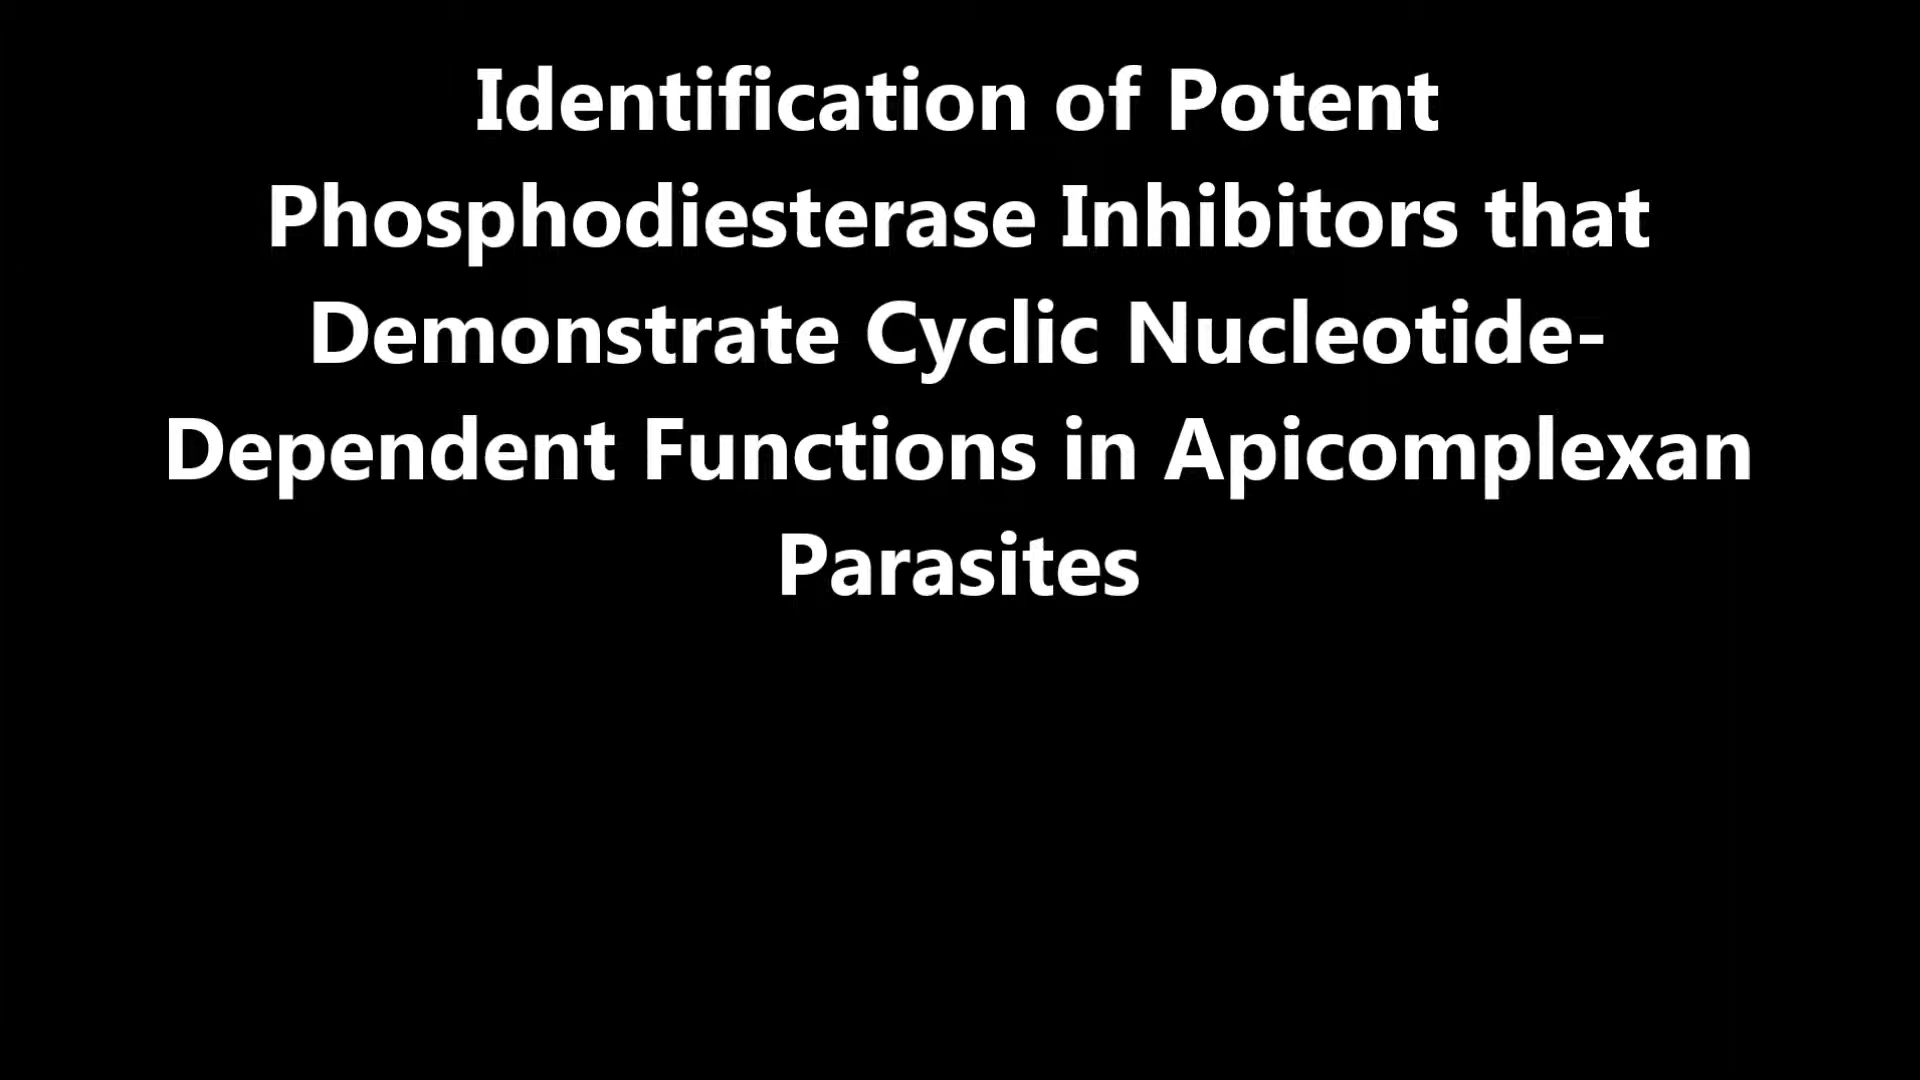 Identification of Potent
Phosphodiesterase Inhibitors that
Demonstrate Cyclic Nucleotide-
Dependent Functions in Apicomplexan
Parasites